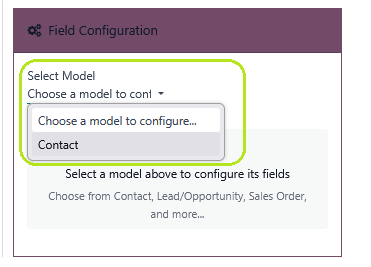 Field Configuration
Select Model
Choose a model to conf
Choose a model to configure...
Contact
Select a model above to configure its fields
Choose from Contact, Lead/Opportunity, Sales Order,
and more...